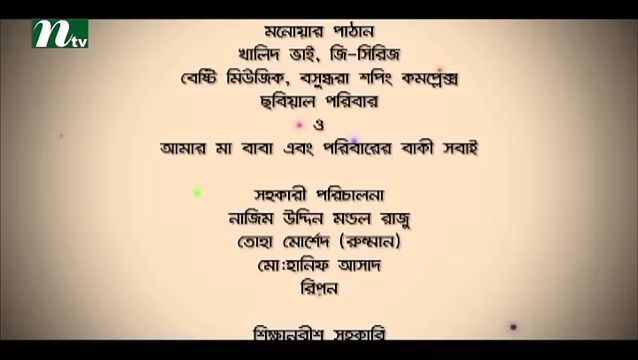 ntv
মনোয়ার পাঠান
খালিদ ভাই, জি-সিরিজ
বেষ্টি মিউজিক, বসুন্ধরা শপিং কমপ্লেক্স
ছবিয়াল পরিবার
ও
আমার মা বাবা এবং পরিবারের বাকী সবাই
সহকারী পরিচালনা
নাজিম উদ্দিন মন্ডল রাজু
তোহা মোর্শেদ (রুম্মান)
মো:হানিফ আসাদ
রিপন
শিক্ষানবীশ সহকারি